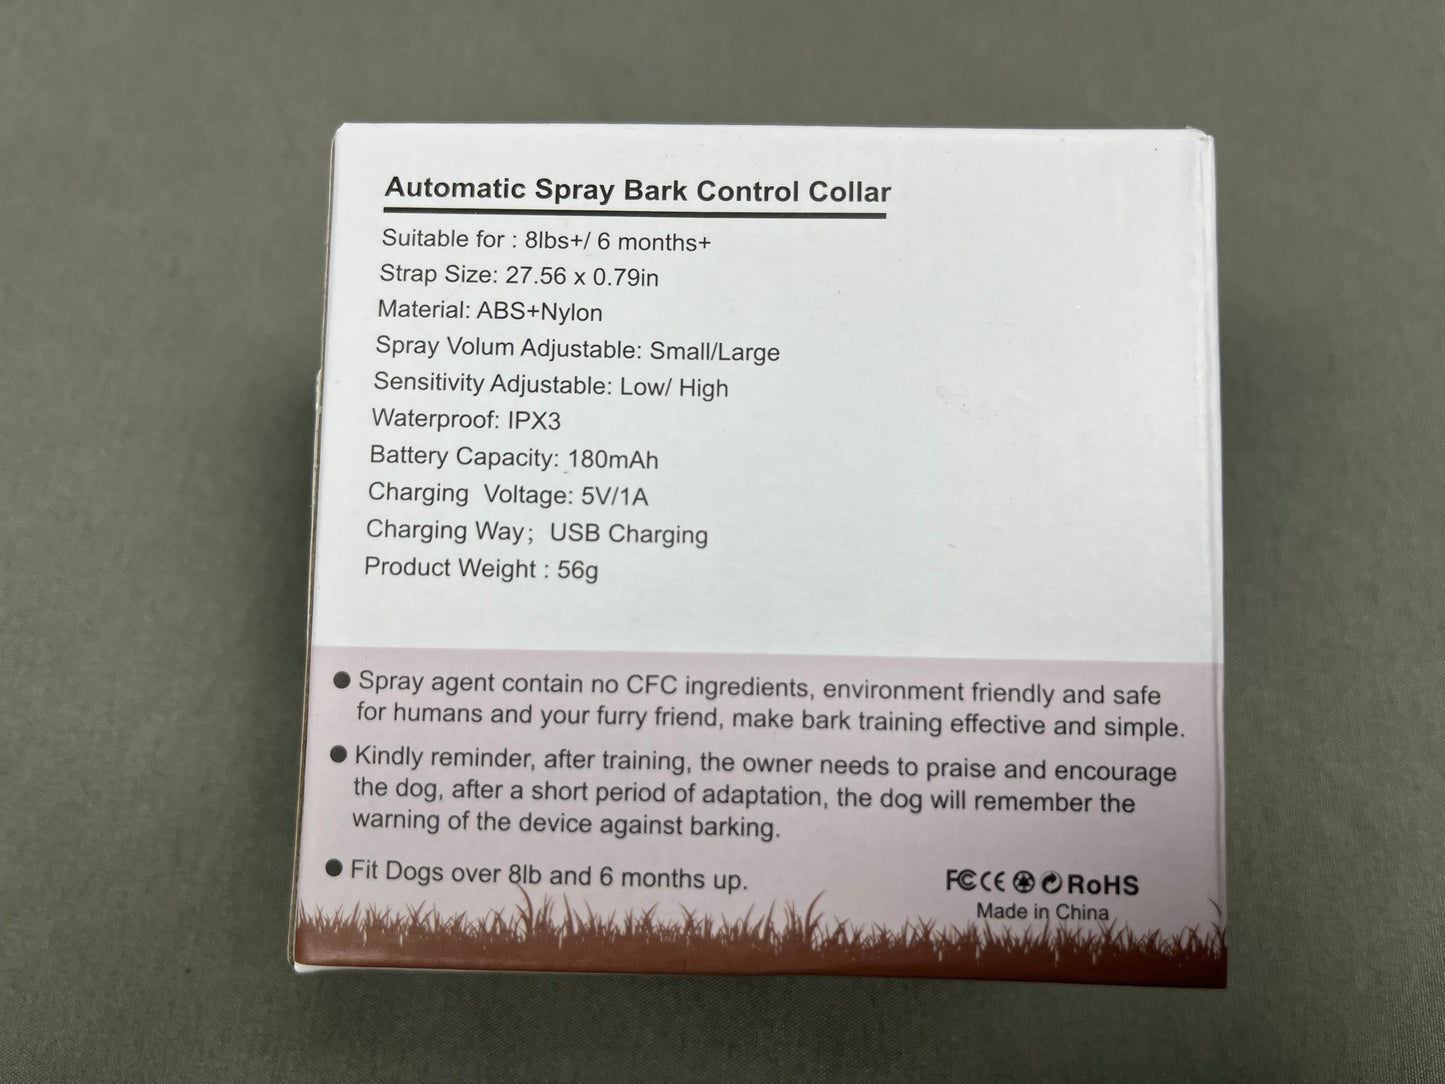 Automatic Spray Bark Control Collar
Suitable for : 8lbs+/ 6 months+
Strap Size: 27.56 x 0.79in
Material: ABS+Nylon
Spray Volum Adjustable: Small/Large
Sensitivity Adjustable: Low/ High
Waterproof: IPX3
Battery Capacity: 180mAh
Charging  Voltage: 5V/1A
Charging Way；  USB Charging
Product Weight : 56g
● Spray agent contain no CFC ingredients, environment friendly and safe
for humans and your furry friend, make bark training effective and simple.
● Kindly reminder, after training, the owner needs to praise and encourage
the dog, after a short period of adaptation, the dog will remember the
warning of the device against barking.
● Fit Dogs over 8lb and 6 months up.
FC CE RoHS
Made in China